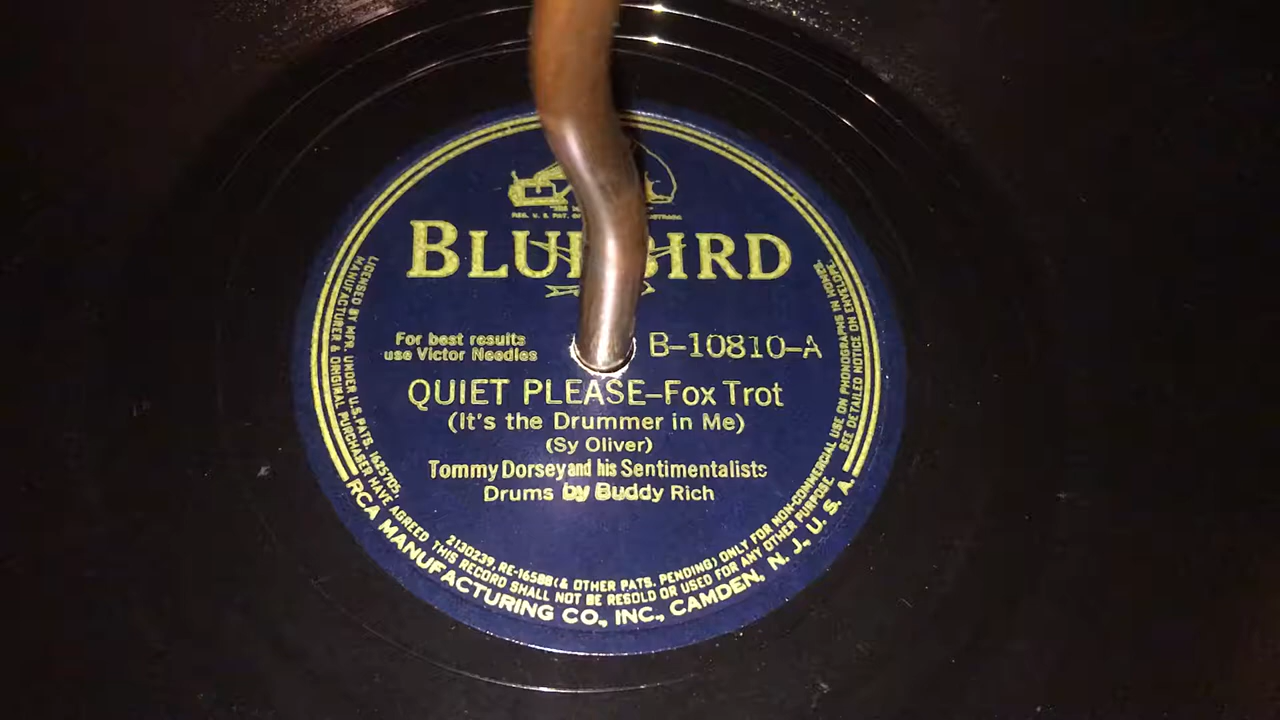 REG. U. S. PAT. O
BLUEBIRD
For best results
use Victor Needles
B-10810-A
QUIET PLEASE-Fox Trot
(It's the Drummer in Me)
(Sy Oliver)
Tommy Dorsey and his Sentimentalists
Drums by Buddy Rich
LICENSED BY MFR. UNDER U.S. PATS. 1625705, 2130239, RE-16588 (& OTHER PATS. PENDING) ONLY FOR NON-COMMERCIAL USE ON PHONOGRAPHS IN HOMES.
MANUFACTURER & ORIGINAL PURCHASER HAVE AGREED THIS RECORD SHALL NOT BE RESOLD OR USED FOR ANY OTHER PURPOSE. SEE DETAILED NOTICE ON ENVELOPE.
RCA MANUFACTURING CO., INC., CAMDEN, N. J., U. S. A.